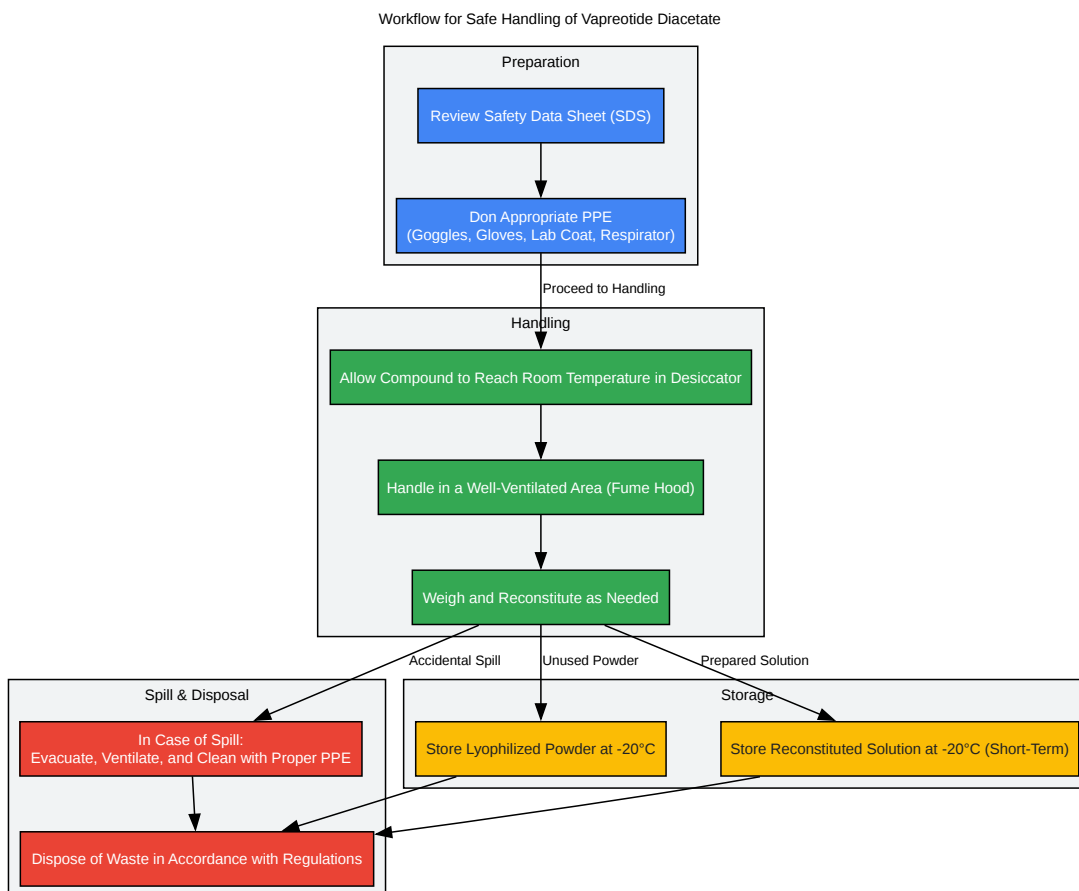 Workflow for Safe Handling of Vapreotide Diacetate
Preparation
Review Safety Data Sheet (SDS)
Don Appropriate PPE
(Goggles, Gloves, Lab Coat, Respirator)
Proceed to Handling
Handling
Allow Compound to Reach Room Temperature in Desiccator
Handle in a Well-Ventilated Area (Fume Hood)
Weigh and Reconstitute as Needed
Accidental Spill
Unused Powder
Prepared Solution
Spill & Disposal
Storage
In Case of Spill:
Evacuate, Ventilate, and Clean with Proper PPE
Store Lyophilized Powder at -20°C
Store Reconstituted Solution at -20°C (Short-Term)
Dispose of Waste in Accordance with Regulations